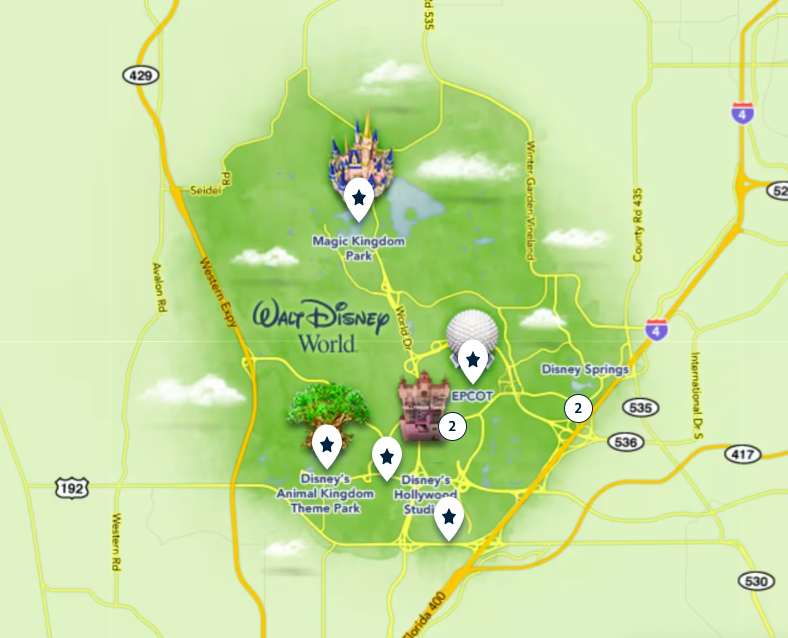 Rd 535
429
4
Seidel Rd
Winter Garden Vineland
County Rd 435
Magic Kingdom
Park
Avalon Rd
Western Expy
WALT DISNEY
World
World Dr
4
EPCOT
Disney Springs
International Dr S
2
2
535
536
417
Disney's
Animal Kingdom
Theme Park
Disney's
Hollywood
192
Western Rd
530
Florida 400